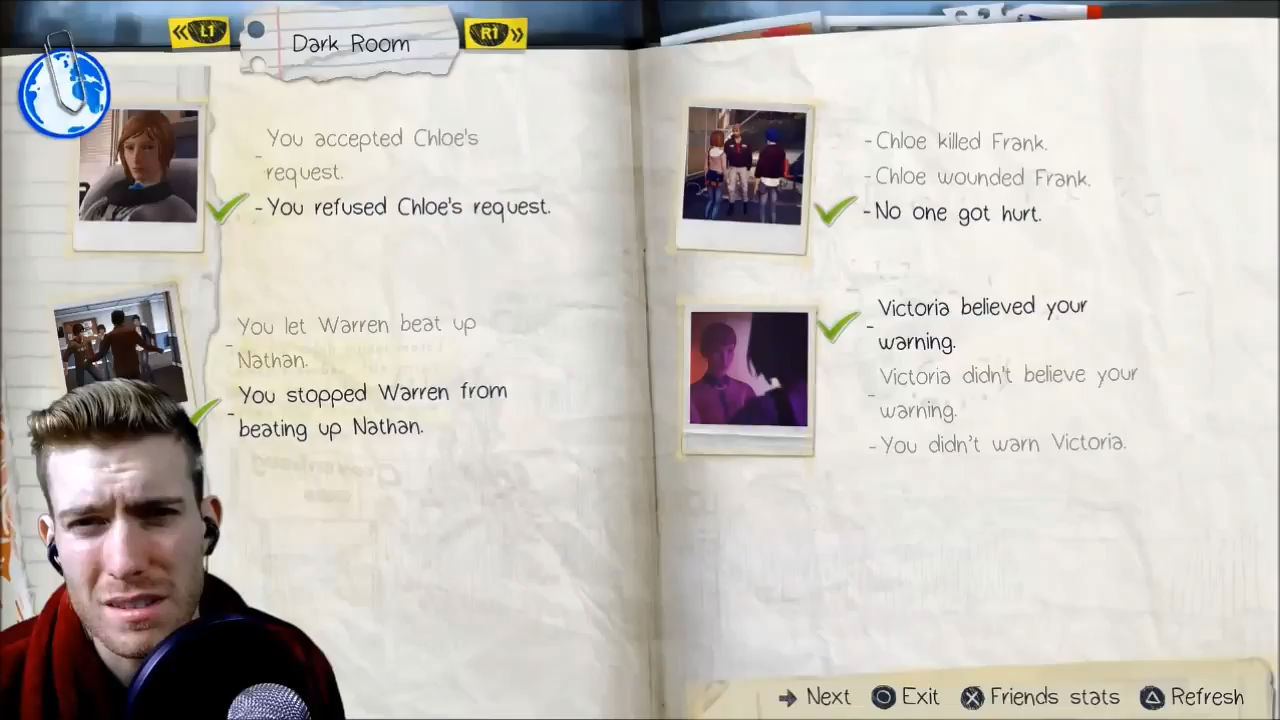 L1
Dark Room
R1
You accepted Chloe's
- request.
- You refused Chloe's request.
You let Warren beat up
- Nathan.
You stopped Warren from
- beating up Nathan.
- Chloe killed Frank.
- Chloe wounded Frank.
- No one got hurt.
Victoria believed your
- warning.
Victoria didn't believe your
- warning.
- You didn't warn Victoria.
Next Exit Friends stats Refresh